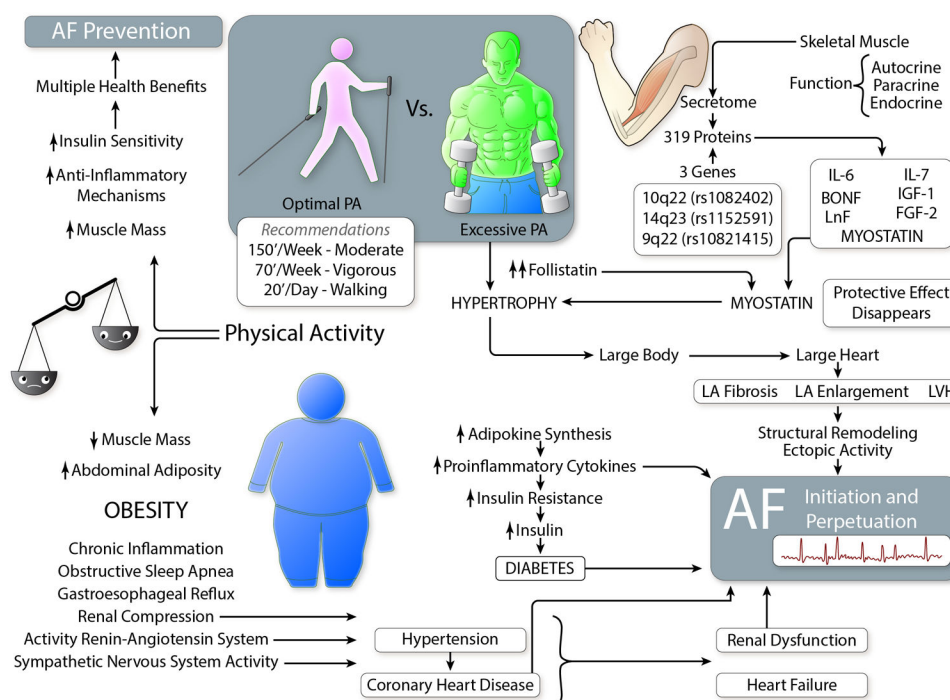 AF Prevention
Multiple Health Benefits
Insulin Sensitivity
Anti-Inflammatory
Mechanisms
Muscle Mass
Vs.
Optimal PA
Excessive PA
Recommendations
150'/Week - Moderate
70'/Week - Vigorous
20'/Day - Walking
Skeletal Muscle
Function
Autocrine
Paracrine
Endocrine
Secretome
319 Proteins
3 Genes
10q22 (rs1082402)
14q23 (rs1152591)
9q22 (rs10821415)
IL-6 IL-7
BONF IGF-1
LnF FGF-2
MYOSTATIN
Follistatin
HYPERTROPHY
MYOSTATIN
Protective Effect
Disappears
Physical Activity
Large Body
Large Heart
LA Fibrosis LA Enlargement LVH
Structural Remodeling
Ectopic Activity
Muscle Mass
Abdominal Adiposity
OBESITY
Chronic Inflammation
Obstructive Sleep Apnea
Gastroesophageal Reflux
Renal Compression
Activity Renin-Angiotensin System
Sympathetic Nervous System Activity
Adipokine Synthesis
Proinflammatory Cytokines
Insulin Resistance
Insulin
DIABETES
AF Initiation and
Perpetuation
Hypertension
Coronary Heart Disease
Renal Dysfunction
Heart Failure